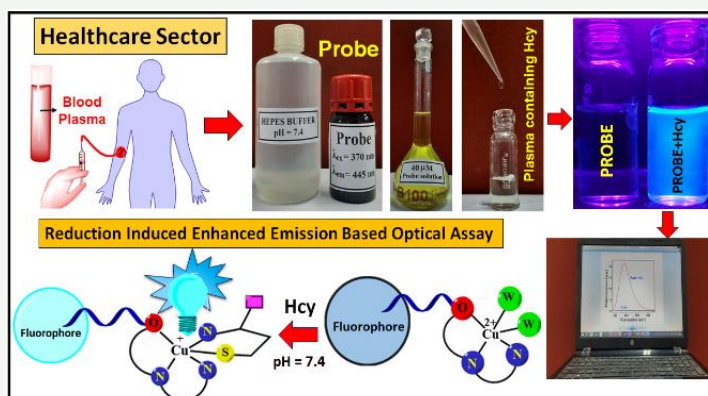 Healthcare Sector
Blood
Plasma
Probe
HEPES BUFFER
pH = 7.4
Probe
λex = 370 nm
λem = 445 nm
40 μM
Probe solution
100
Plasma containing Hcy
PROBE
PROBE+Hcy
Reduction Induced Enhanced Emission Based Optical Assay
Fluorophore
O
N
Cu
+
S
N
N
Hcy
pH = 7.4
Fluorophore
O
2+
Cu
W
W
N
N